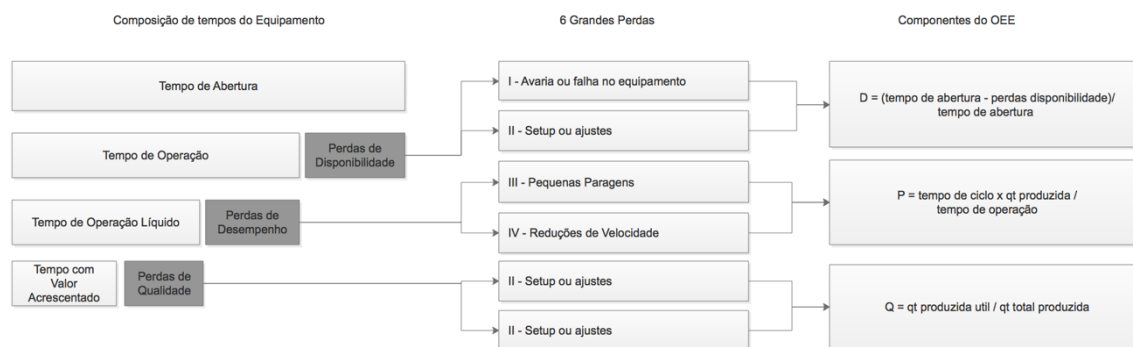 Composição de tempos do Equipamento
6 Grandes Perdas
Componentes do OEE
Tempo de Abertura
I - Avaria ou falha no equipamento
D = (tempo de abertura - perdas disponibilidade)/
tempo de abertura
Tempo de Operação
Perdas de
Disponibilidade
II - Setup ou ajustes
III - Pequenas Paragens
P = tempo de ciclo x qt produzida /
tempo de operação
Tempo de Operação Líquido
Perdas de
Desempenho
IV - Reduções de Velocidade
Tempo com
Valor
Acrescentado
Perdas de
Qualidade
II - Setup ou ajustes
Q = qt produzida util / qt total produzida
II - Setup ou ajustes